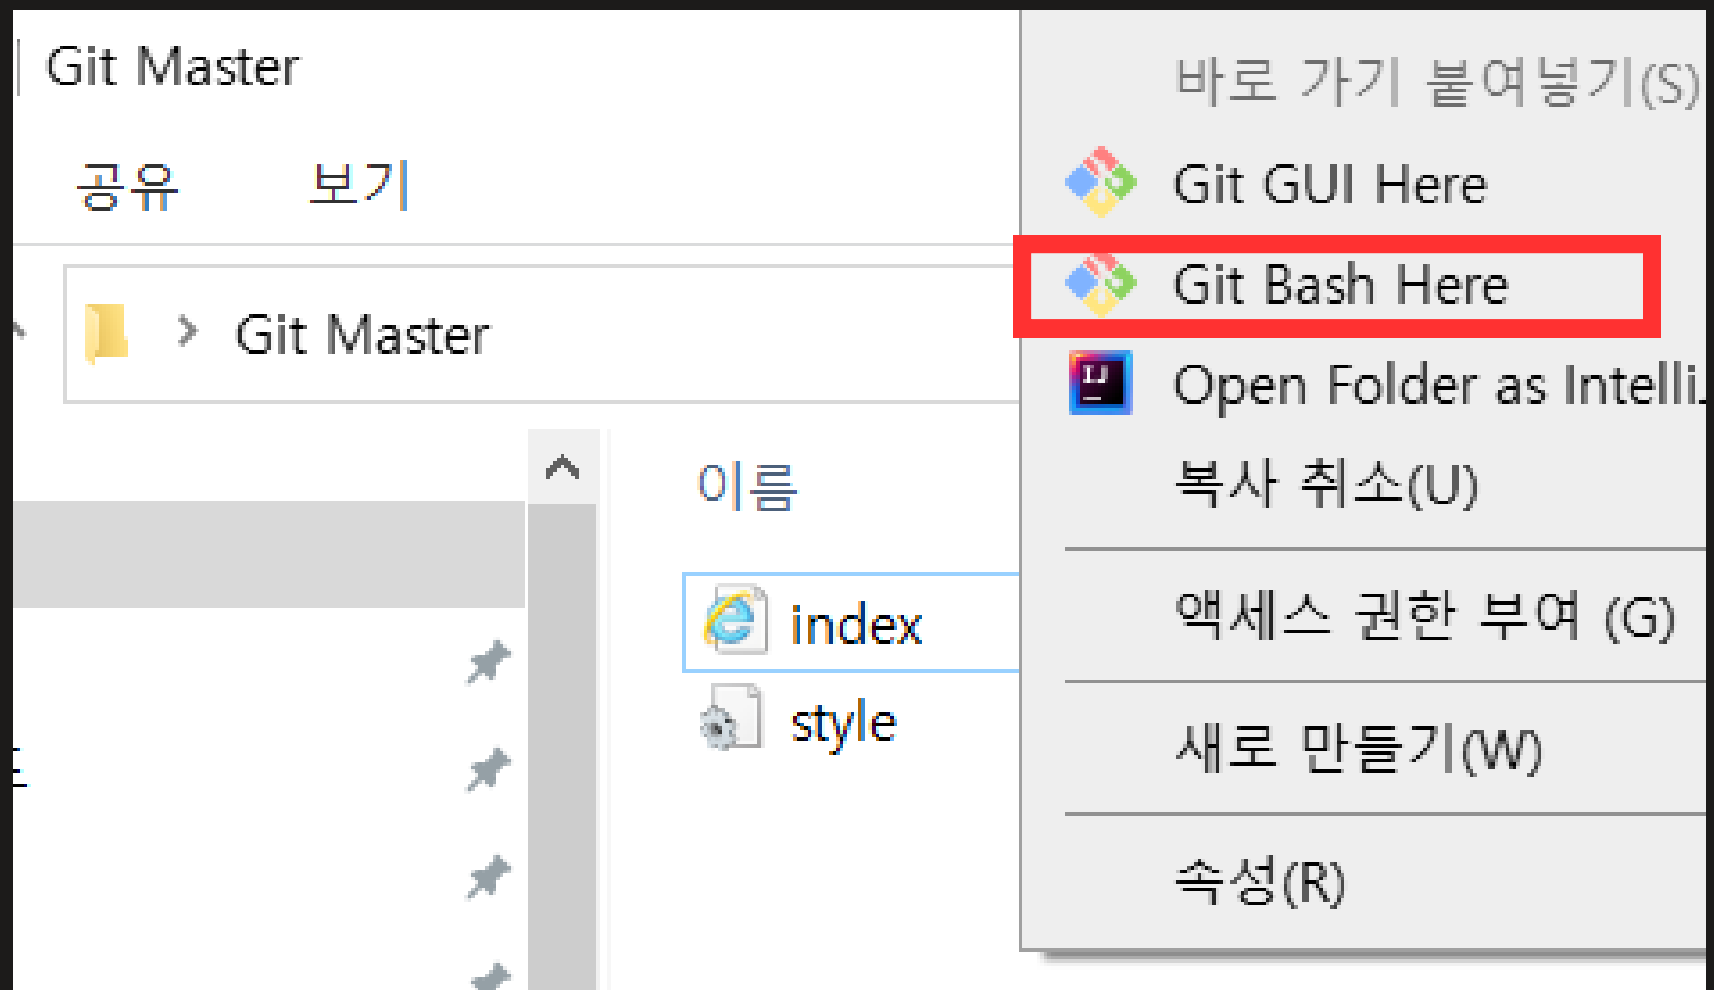 Git Master
공유 보기
Git Master
이름
index
style
바로 가기 붙여넣기(S)
Git GUI Here
Git Bash Here
Open Folder as Intelli
복사 취소(U)
액세스 권한 부여 (G)
새로 만들기(W)
속성(R)